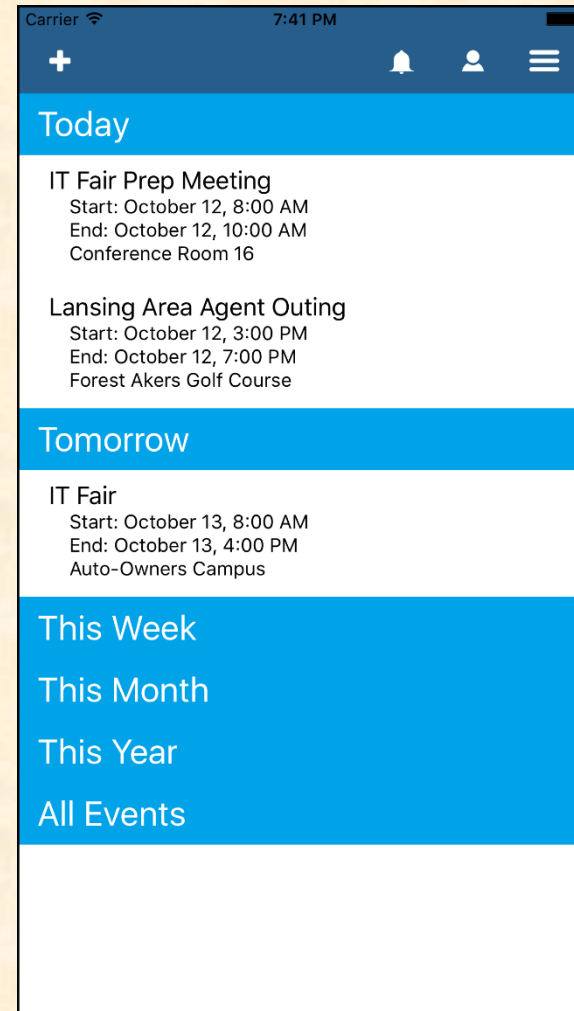 Carrier 7:41 PM
Today
IT Fair Prep Meeting
Start: October 12, 8:00 AM
End: October 12, 10:00 AM
Conference Room 16
Lansing Area Agent Outing
Start: October 12, 3:00 PM
End: October 12, 7:00 PM
Forest Akers Golf Course
Tomorrow
IT Fair
Start: October 13, 8:00 AM
End: October 13, 4:00 PM
Auto-Owners Campus
This Week
This Month
This Year
All Events